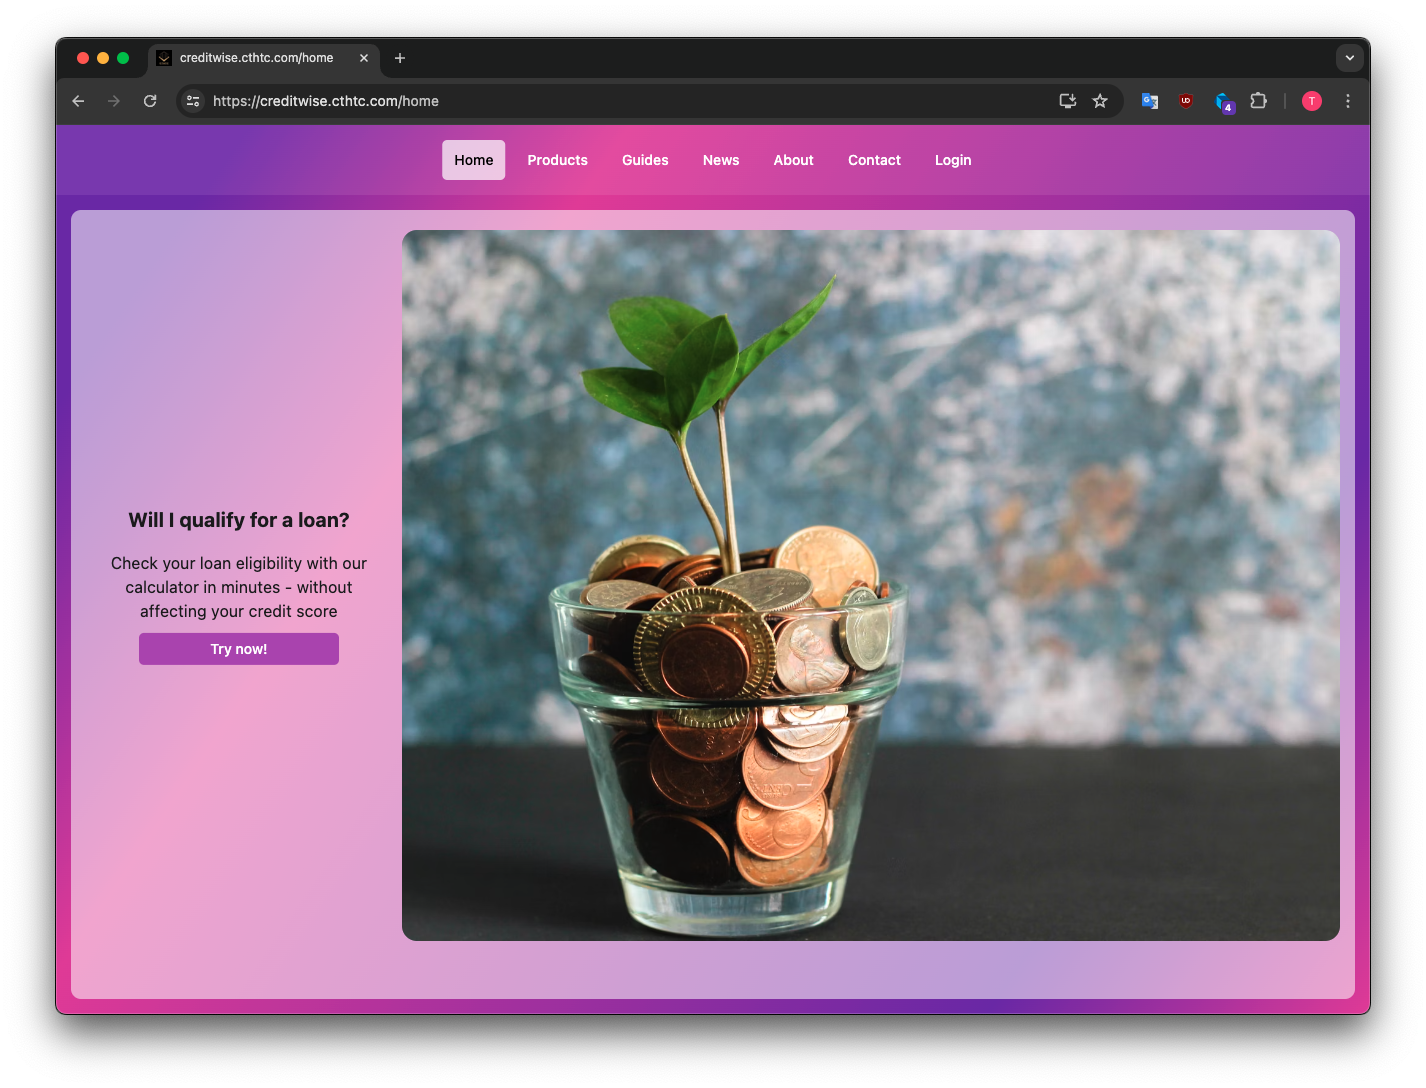 creditwise.cthtc.com/home
https://creditwise.cthtc.com/home
4
T
Home Products Guides News About Contact Login
Will I qualify for a loan?
Check your loan eligibility with our
calculator in minutes - without
affecting your credit score
Try now!